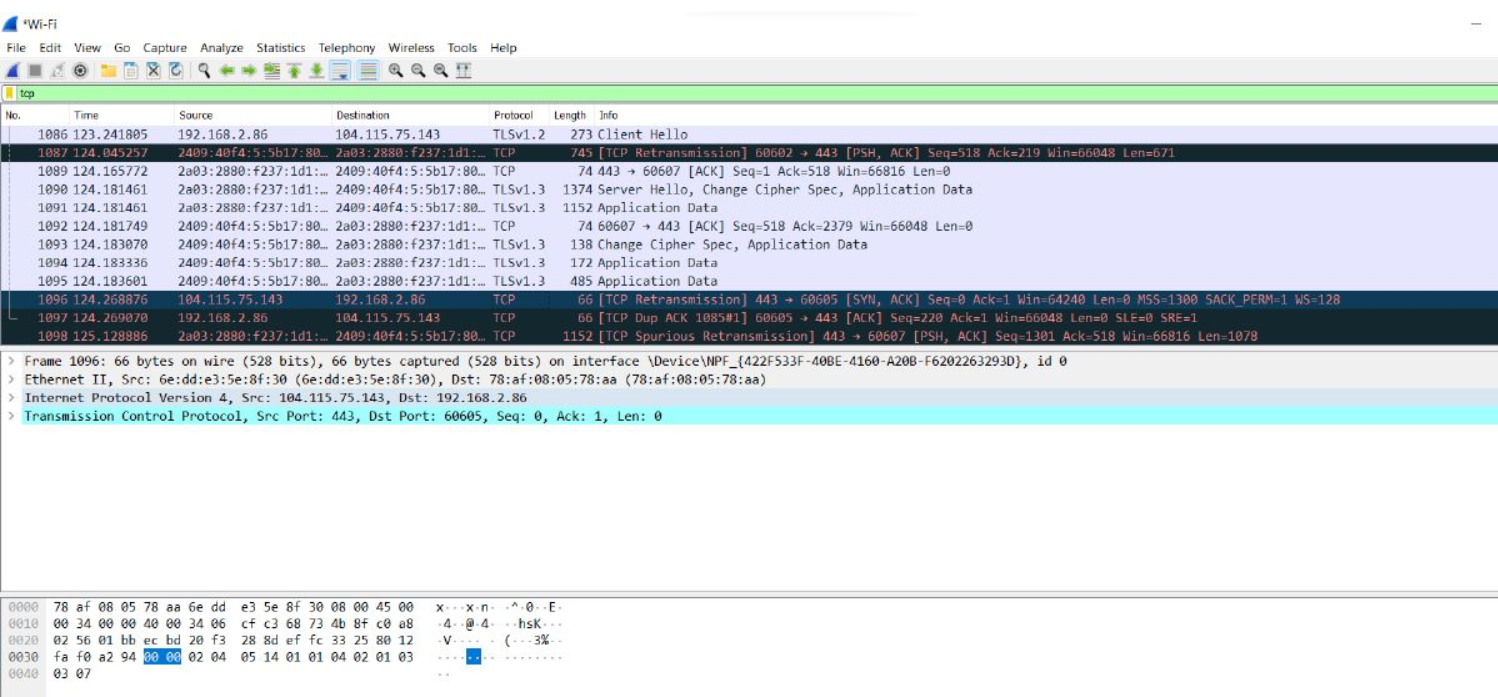 *Wi-Fi
File Edit View Go Capture Analyze Statistics Telephony Wireless Tools Help
tcp
No. Time Source Destination Protocol Length Info
1086 123.241805 192.168.2.86 104.115.75.143 TLSv1.2 273 Client Hello
1087 124.045257 2409:40f4:5:5b17:80… 2a03:2880:f237:1d1:… TCP 745 [TCP Retransmission] 60602 → 443 [PSH, ACK] Seq=518 Ack=219 Win=66048 Len=671
1089 124.165772 2a03:2880:f237:1d1:… 2409:40f4:5:5b17:80… TCP 74 443 → 60607 [ACK] Seq=1 Ack=518 Win=66816 Len=0
1090 124.181461 2a03:2880:f237:1d1:… 2409:40f4:5:5b17:80… TLSv1.3 1374 Server Hello, Change Cipher Spec, Application Data
1091 124.181461 2a03:2880:f237:1d1:… 2409:40f4:5:5b17:80… TLSv1.3 1152 Application Data
1092 124.181749 2409:40f4:5:5b17:80… 2a03:2880:f237:1d1:… TCP 74 60607 → 443 [ACK] Seq=518 Ack=2379 Win=66048 Len=0
1093 124.183070 2409:40f4:5:5b17:80… 2a03:2880:f237:1d1:… TLSv1.3 138 Change Cipher Spec, Application Data
1094 124.183336 2409:40f4:5:5b17:80… 2a03:2880:f237:1d1:… TLSv1.3 172 Application Data
1095 124.183601 2409:40f4:5:5b17:80… 2a03:2880:f237:1d1:… TLSv1.3 485 Application Data
1096 124.268876 104.115.75.143 192.168.2.86 TCP 66 [TCP Retransmission] 443 → 60605 [SYN, ACK] Seq=0 Ack=1 Win=64240 Len=0 MSS=1300 SACK_PERM=1 WS=128
1097 124.269070 192.168.2.86 104.115.75.143 TCP 66 [TCP Dup ACK 1085#1] 60605 → 443 [ACK] Seq=220 Ack=1 Win=66048 Len=0 SLE=0 SRE=1
1098 125.128886 2a03:2880:f237:1d1:… 2409:40f4:5:5b17:80… TCP 1152 [TCP Spurious Retransmission] 443 → 60607 [PSH, ACK] Seq=1301 Ack=518 Win=66816 Len=1078
> Frame 1096: 66 bytes on wire (528 bits), 66 bytes captured (528 bits) on interface \Device\NPF_{422F533F-40BE-4160-A20B-F6202263293D}, id 0
> Ethernet II, Src: 6e:dd:e3:5e:8f:30 (6e:dd:e3:5e:8f:30), Dst: 78:af:08:05:78:aa (78:af:08:05:78:aa)
> Internet Protocol Version 4, Src: 104.115.75.143, Dst: 192.168.2.86
> Transmission Control Protocol, Src Port: 443, Dst Port: 60605, Seq: 0, Ack: 1, Len: 0
0000 78 af 08 05 78 aa 6e dd e3 5e 8f 30 08 00 45 00 x···x·n· ·^·0··E·
0010 00 34 00 00 40 00 34 06 cf c3 68 73 4b 8f c0 a8 ·4··@·4· ··hsK···
0020 02 56 01 bb ec bd 20 f3 28 8d ef fc 33 25 80 12 ·V···· · (···3%··
0030 fa f0 a2 94 00 00 02 04 05 14 01 01 04 02 01 03 ········ ········
0040 03 07 ··